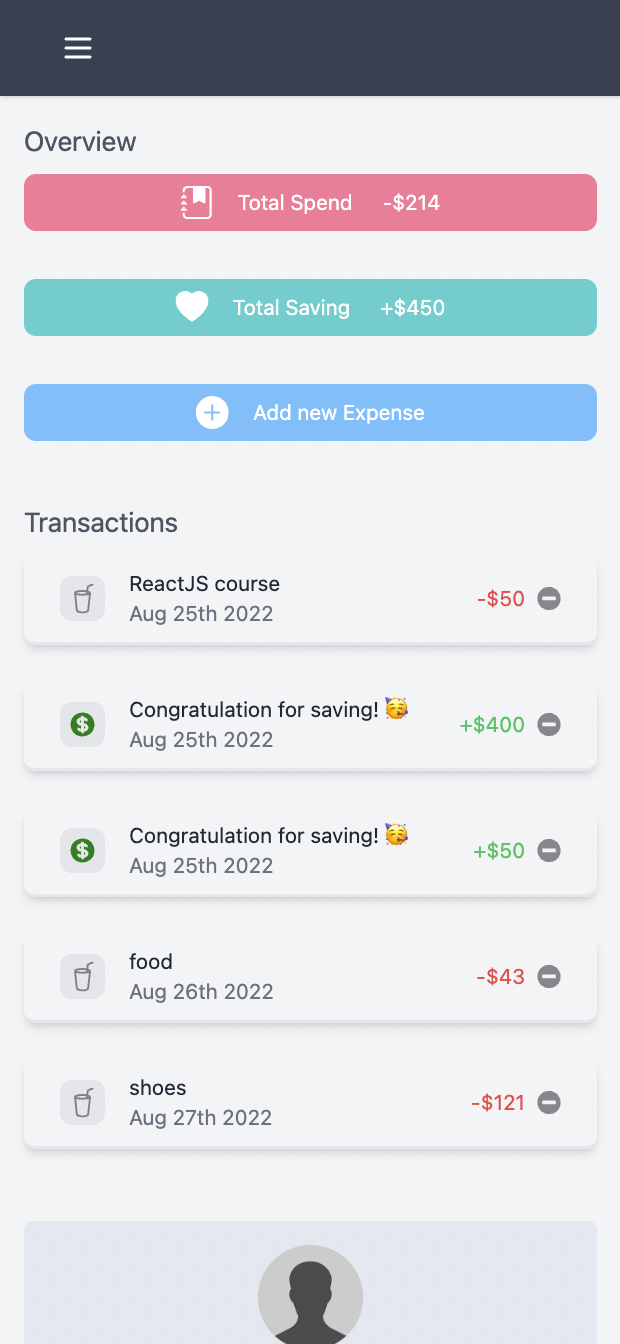 Overview
Total Spend -$214
Total Saving +$450
Add new Expense
Transactions
ReactJS course
Aug 25th 2022
-$50
Congratulation for saving! 🥳
Aug 25th 2022
+$400
Congratulation for saving! 🥳
Aug 25th 2022
+$50
food
Aug 26th 2022
-$43
shoes
Aug 27th 2022
-$121